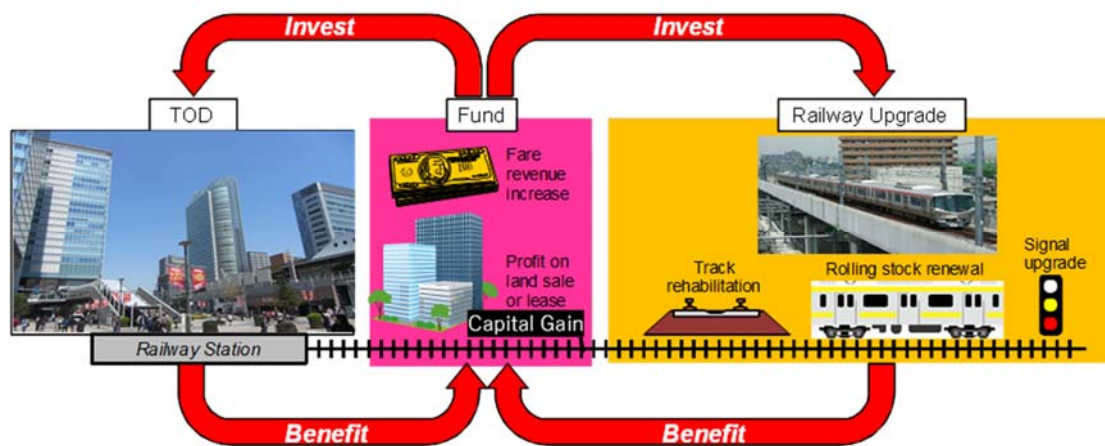 Invest
Invest
TOD
Fund
Railway Upgrade
Fare
revenue
increase
Profit on
land sale
or lease
Capital Gain
Track
rehabilitation
Rolling stock renewal
Signal
upgrade
Railway Station
Benefit
Benefit